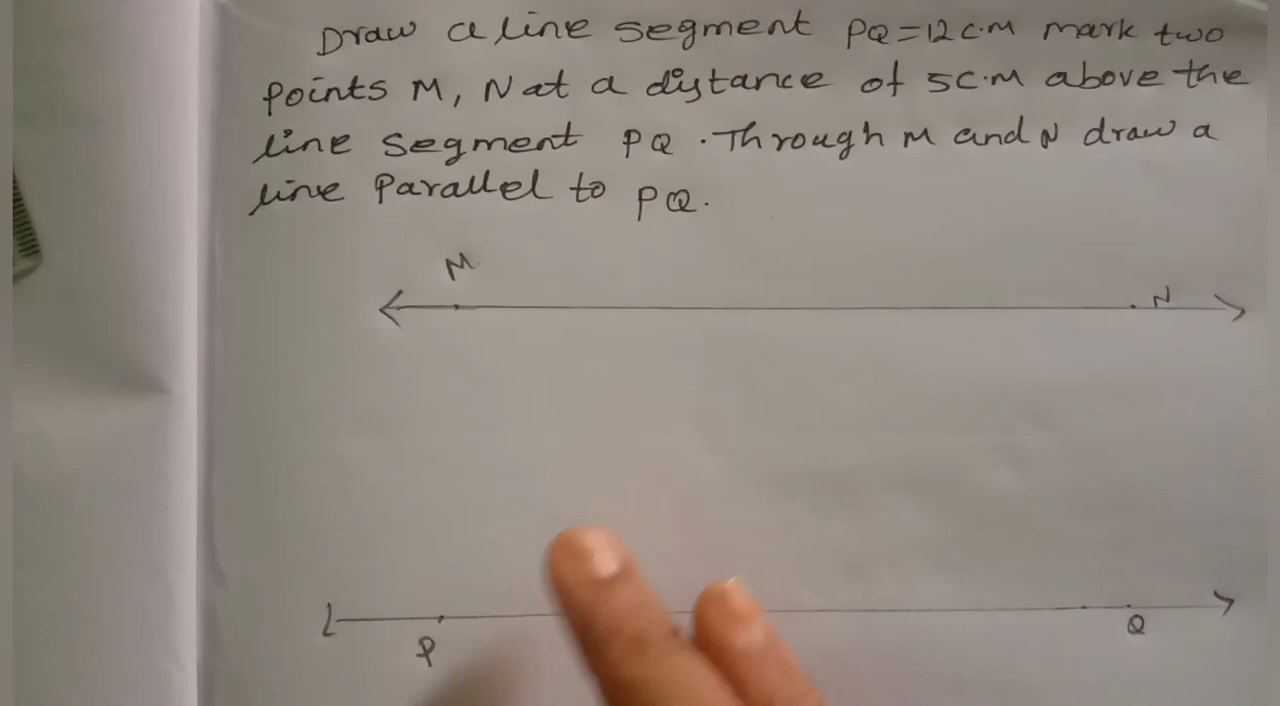 Draw a line segment PQ=12c.m mark two
points M, N at a distance of 5c.m above the
line segment PQ. Through M and N draw a
line parallel to PQ.
M
N
P
Q